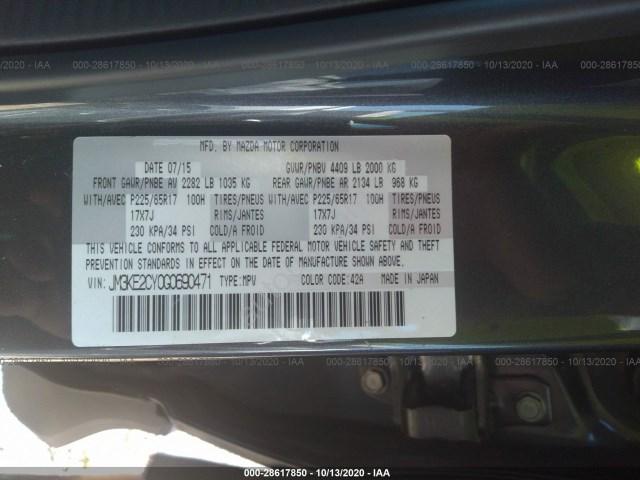 000-28617850 - 10/13/2020 - IAA 000-28617850 - 10/13/2020 - IAA 000-28617850 - 10/13/2020 - IAA
MFD. BY MAZDA MOTOR CORPORATION
DATE 07/15 GVWR/PNBV 4409 LB 2000 KG
FRONT GAWR/PNBE AV 2282 LB 1035 KG REAR GAWR/PNBE AR 2134 LB 968 KG
WITH/AVEC P225/65R17 100H TIRES/PNEUS WITH/AVEC P225/65R17 100H TIRES/PNEUS
17X7J RIMS/JANTES 17X7J RIMS/JANTES
230 KPA/34 PSI COLD/A FROID 230 KPA/34 PSI COLD/A FROID
THIS VEHICLE CONFORMS TO ALL APPLICABLE FEDERAL MOTOR VEHICLE SAFETY AND THEFT
PREVENTION STANDARDS IN EFFECT ON THE DATE OF MANUFACTURE SHOWN ABOVE.
VIN: JM3KE2CY0G0690471 TYPE:MPV COLOR CODE:42A MADE IN JAPAN
000-28617850 - 10/13/2020 - IAA 000-28617850 - 10/13/2020 - IAA 000-28617850 - 10/13/2020 - IAA
000-28617850 - 10/13/2020 - IAA